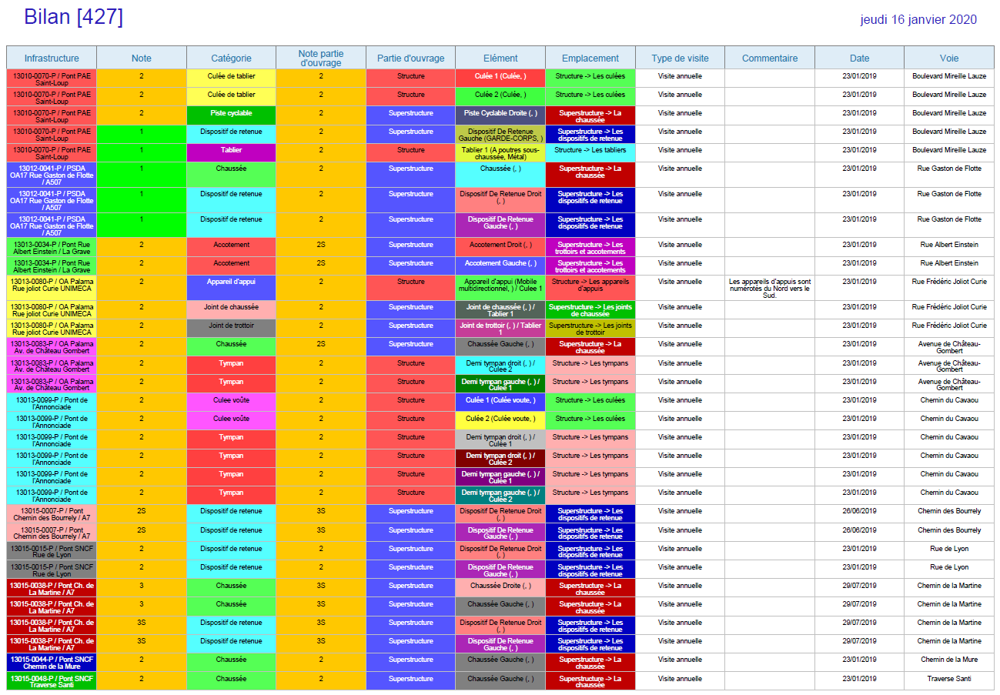 Bilan [427]
jeudi 16 janvier 2020
Infrastructure Note Catégorie Note partie d'ouvrage Partie d'ouvrage Elément Emplacement Type de visite Commentaire Date Voie
13010-0070-P / Pont PAE Saint-Loup 2 Culée de tablier 2 Structure Culée 1 (Culée, ) Structure -> Les culées Visite annuelle 23/01/2019 Boulevard Mireille Lauze
13010-0070-P / Pont PAE Saint-Loup 2 Culée de tablier 2 Structure Culée 2 (Culée, ) Structure -> Les culées Visite annuelle 23/01/2019 Boulevard Mireille Lauze
13010-0070-P / Pont PAE Saint-Loup 2 Piste cyclable 2 Superstructure Piste Cyclable Droite (, ) Superstructure -> La chaussée Visite annuelle 23/01/2019 Boulevard Mireille Lauze
13010-0070-P / Pont PAE Saint-Loup 1 Dispositif de retenue 2 Superstructure Dispositif De Retenue Gauche (GARDE-CORPS, ) Superstructure -> Les dispositifs de retenue Visite annuelle 23/01/2019 Boulevard Mireille Lauze
13010-0070-P / Pont PAE Saint-Loup 1 Tablier 2 Structure Tablier 1 (A poutres sous-chaussée, Métal) Structure -> Les tabliers Visite annuelle 23/01/2019 Boulevard Mireille Lauze
13012-0041-P / PSDA OA17 Rue Gaston de Flotte / A507 1 Chaussée 2 Superstructure Chaussée (, ) Superstructure -> La chaussée Visite annuelle 23/01/2019 Rue Gaston de Flotte
13012-0041-P / PSDA OA17 Rue Gaston de Flotte / A507 1 Dispositif de retenue 2 Superstructure Dispositif De Retenue Droit (, ) Superstructure -> Les dispositifs de retenue Visite annuelle 23/01/2019 Rue Gaston de Flotte
13012-0041-P / PSDA OA17 Rue Gaston de Flotte / A507 1 Dispositif de retenue 2 Superstructure Dispositif De Retenue Gauche (, ) Superstructure -> Les dispositifs de retenue Visite annuelle 23/01/2019 Rue Gaston de Flotte
13013-0034-P / Pont Rue Albert Einstein / La Grave 2 Accotement 2S Superstructure Accotement Droit (, ) Superstructure -> Les trottoirs et accotements Visite annuelle 23/01/2019 Rue Albert Einstein
13013-0034-P / Pont Rue Albert Einstein / La Grave 2 Accotement 2S Superstructure Accotement Gauche (, ) Superstructure -> Les trottoirs et accotements Visite annuelle 23/01/2019 Rue Albert Einstein
13013-0080-P / OA Palama Rue joliot Curie UNIMECA 2 Appareil d'appui 2 Structure Appareil d'appui (Mobile multidirectionnel, ) / Culee 1 Structure -> Les appareils d'appuis Visite annuelle Les appareils d'appuis sont numérotés du Nord vers le Sud. 23/01/2019 Rue Frédéric Joliot Curie
13013-0080-P / OA Palama Rue joliot Curie UNIMECA 2 Joint de chaussée 2 Superstructure Joint de chaussée (, ) / Tablier 1 Superstructure -> Les joints de chaussée Visite annuelle 23/01/2019 Rue Frédéric Joliot Curie
13013-0080-P / OA Palama Rue joliot Curie UNIMECA 2 Joint de trottoir 2 Superstructure Joint de trottoir (, ) / Tablier 1 Superstructure -> Les joints de trottoir Visite annuelle 23/01/2019 Rue Frédéric Joliot Curie
13013-0083-P / OA Palama Av. de Château Gombert 2 Chaussée 2S Superstructure Chaussée Gauche (, ) Superstructure -> La chaussée Visite annuelle 23/01/2019 Avenue de Château-Gombert
13013-0083-P / OA Palama Av. de Château Gombert 2 Tympan 2 Structure Demi tympan droit (, ) / Culée 2 Structure -> Les tympans Visite annuelle 23/01/2019 Avenue de Château-Gombert
13013-0083-P / OA Palama Av. de Château Gombert 2 Tympan 2 Structure Demi tympan gauche (, ) / Culée 1 Structure -> Les tympans Visite annuelle 23/01/2019 Avenue de Château-Gombert
13013-0099-P / Pont de l'Annonciade 2 Culee voûte 2 Structure Culée 1 (Culée voute, ) Structure -> Les culées Visite annuelle 23/01/2019 Chemin du Cavaou
13013-0099-P / Pont de l'Annonciade 2 Culee voûte 2 Structure Culée 2 (Culée voute, ) Structure -> Les culées Visite annuelle 23/01/2019 Chemin du Cavaou
13013-0099-P / Pont de l'Annonciade 2 Tympan 2 Structure Demi tympan droit (, ) / Culée 1 Structure -> Les tympans Visite annuelle 23/01/2019 Chemin du Cavaou
13013-0099-P / Pont de l'Annonciade 2 Tympan 2 Structure Demi tympan droit (, ) / Culée 2 Structure -> Les tympans Visite annuelle 23/01/2019 Chemin du Cavaou
13013-0099-P / Pont de l'Annonciade 2 Tympan 2 Structure Demi tympan gauche (, ) / Culée 1 Structure -> Les tympans Visite annuelle 23/01/2019 Chemin du Cavaou
13013-0099-P / Pont de l'Annonciade 2 Tympan 2 Structure Demi tympan gauche (, ) / Culée 2 Structure -> Les tympans Visite annuelle 23/01/2019 Chemin du Cavaou
13015-0007-P / Pont Chemin des Bourrely / A7 2S Dispositif de retenue 3S Superstructure Dispositif De Retenue Droit (, ) Superstructure -> Les dispositifs de retenue Visite annuelle 26/06/2019 Chemin des Bourrely
13015-0007-P / Pont Chemin des Bourrely / A7 2S Dispositif de retenue 3S Superstructure Dispositif De Retenue Gauche (, ) Superstructure -> Les dispositifs de retenue Visite annuelle 26/06/2019 Chemin des Bourrely
13015-0015-P / Pont SNCF Rue de Lyon 2 Dispositif de retenue 2 Superstructure Dispositif De Retenue Droit (, ) Superstructure -> Les dispositifs de retenue Visite annuelle 23/01/2019 Rue de Lyon
13015-0015-P / Pont SNCF Rue de Lyon 2 Dispositif de retenue 2 Superstructure Dispositif De Retenue Gauche (, ) Superstructure -> Les dispositifs de retenue Visite annuelle 23/01/2019 Rue de Lyon
13015-0038-P / Pont Ch. de La Martine / A7 3 Chaussée 3S Superstructure Chaussée Droite (, ) Superstructure -> La chaussée Visite annuelle 29/07/2019 Chemin de la Martine
13015-0038-P / Pont Ch. de La Martine / A7 3 Chaussée 3S Superstructure Chaussée Gauche (, ) Superstructure -> La chaussée Visite annuelle 29/07/2019 Chemin de la Martine
13015-0038-P / Pont Ch. de La Martine / A7 3S Dispositif de retenue 3S Superstructure Dispositif De Retenue Droit (, ) Superstructure -> Les dispositifs de retenue Visite annuelle 29/07/2019 Chemin de la Martine
13015-0038-P / Pont Ch. de La Martine / A7 3S Dispositif de retenue 3S Superstructure Dispositif De Retenue Gauche (, ) Superstructure -> Les dispositifs de retenue Visite annuelle 29/07/2019 Chemin de la Martine
13015-0044-P / Pont SNCF Chemin de la Mure 2 Chaussée 2 Superstructure Chaussée Gauche (, ) Superstructure -> La chaussée Visite annuelle 23/01/2019 Chemin de la Mure
13015-0048-P / Pont SNCF Traverse Santi 2 Chaussée 2 Superstructure Chaussée Gauche (, ) Superstructure -> La chaussée Visite annuelle 23/01/2019 Traverse Santi